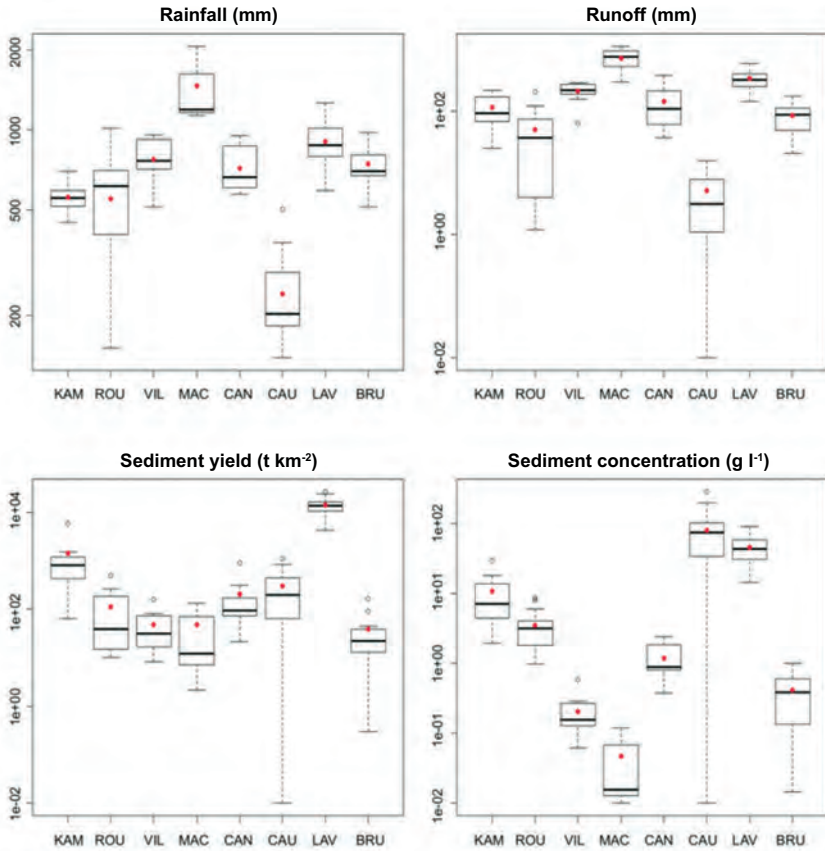 Rainfall (mm)
2000
1000
500
200
KAM ROU VIL MAC CAN CAU LAV BRU
Runoff (mm)
1e+02
1e+00
1e-02
KAM ROU VIL MAC CAN CAU LAV BRU
Sediment yield (t km⁻²)
1e+04
1e+02
1e+00
1e-02
KAM ROU VIL MAC CAN CAU LAV BRU
Sediment concentration (g l⁻¹)
1e+02
1e+01
1e+00
1e-01
1e-02
KAM ROU VIL MAC CAN CAU LAV BRU